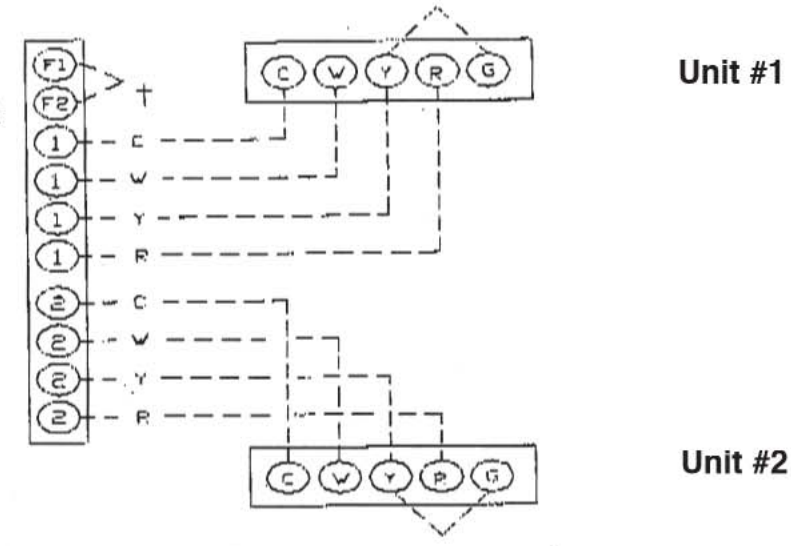 C W Y R G
Unit #1
F1
F2
†
1 C
1 W
1 Y
1 R
2 C
2 W
2 Y
2 R
C W Y R G
Unit #2